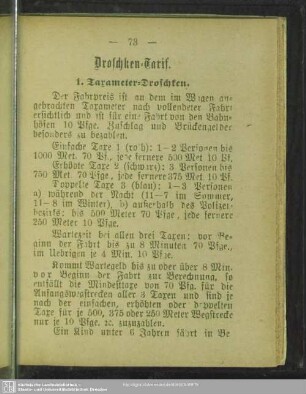 — 73 —
Droschken-Tarif.
1. Taxameter-Droschken.
Der Fahrpreis ist an dem im Wagen an-
gebrachten Taxameter nach vollendeter Fahrt
ersichtlich und ist für eine Fahrt von den Bahn-
höfen 10 Pfge. Zuschlag und Brückengelder
besonders zu bezahlen.
Einfache Taxe 1 (roth): 1—2 Personen bis
1000 Met. 70 Pf., jede fernere 500 Met 10 Pf.
Erhöhte Taxe 2 (schwarz): 3 Personen bis
750 Met. 70 Pfge., jede fernere 375 Met. 10 Pf.
Doppelte Taxe 3 (blau): 1—3 Personen
a) während der Nacht (11—7 im Sommer,
11—8 im Winter), b) außerhalb des Polizei-
bezirks: bis 500 Meter 70 Pfge., jede fernere
250 Meter 10 Pfge.
Wartezeit bei allen drei Taxen: vor Be-
ginn der Fahrt bis zu 8 Minuten 70 Pfge.,
im Uebrigen je 4 Min. 10 Pfge.
Kommt Wartegeld bis zu oder über 8 Min.
vor Beginn der Fahrt zur Berechnung, so
entfällt die Mindesttaxe von 70 Pfg. für die
Anfangswegstrecken aller 3 Taxen und sind je
nach der einfachen, erhöhten oder doppelten
Taxe für je 500, 375 oder 250 Meter Wegstrecke
nur je 10 Pfge. zc. zuzuzahlen.
Ein Kind unter 6 Jahren fährt in Be